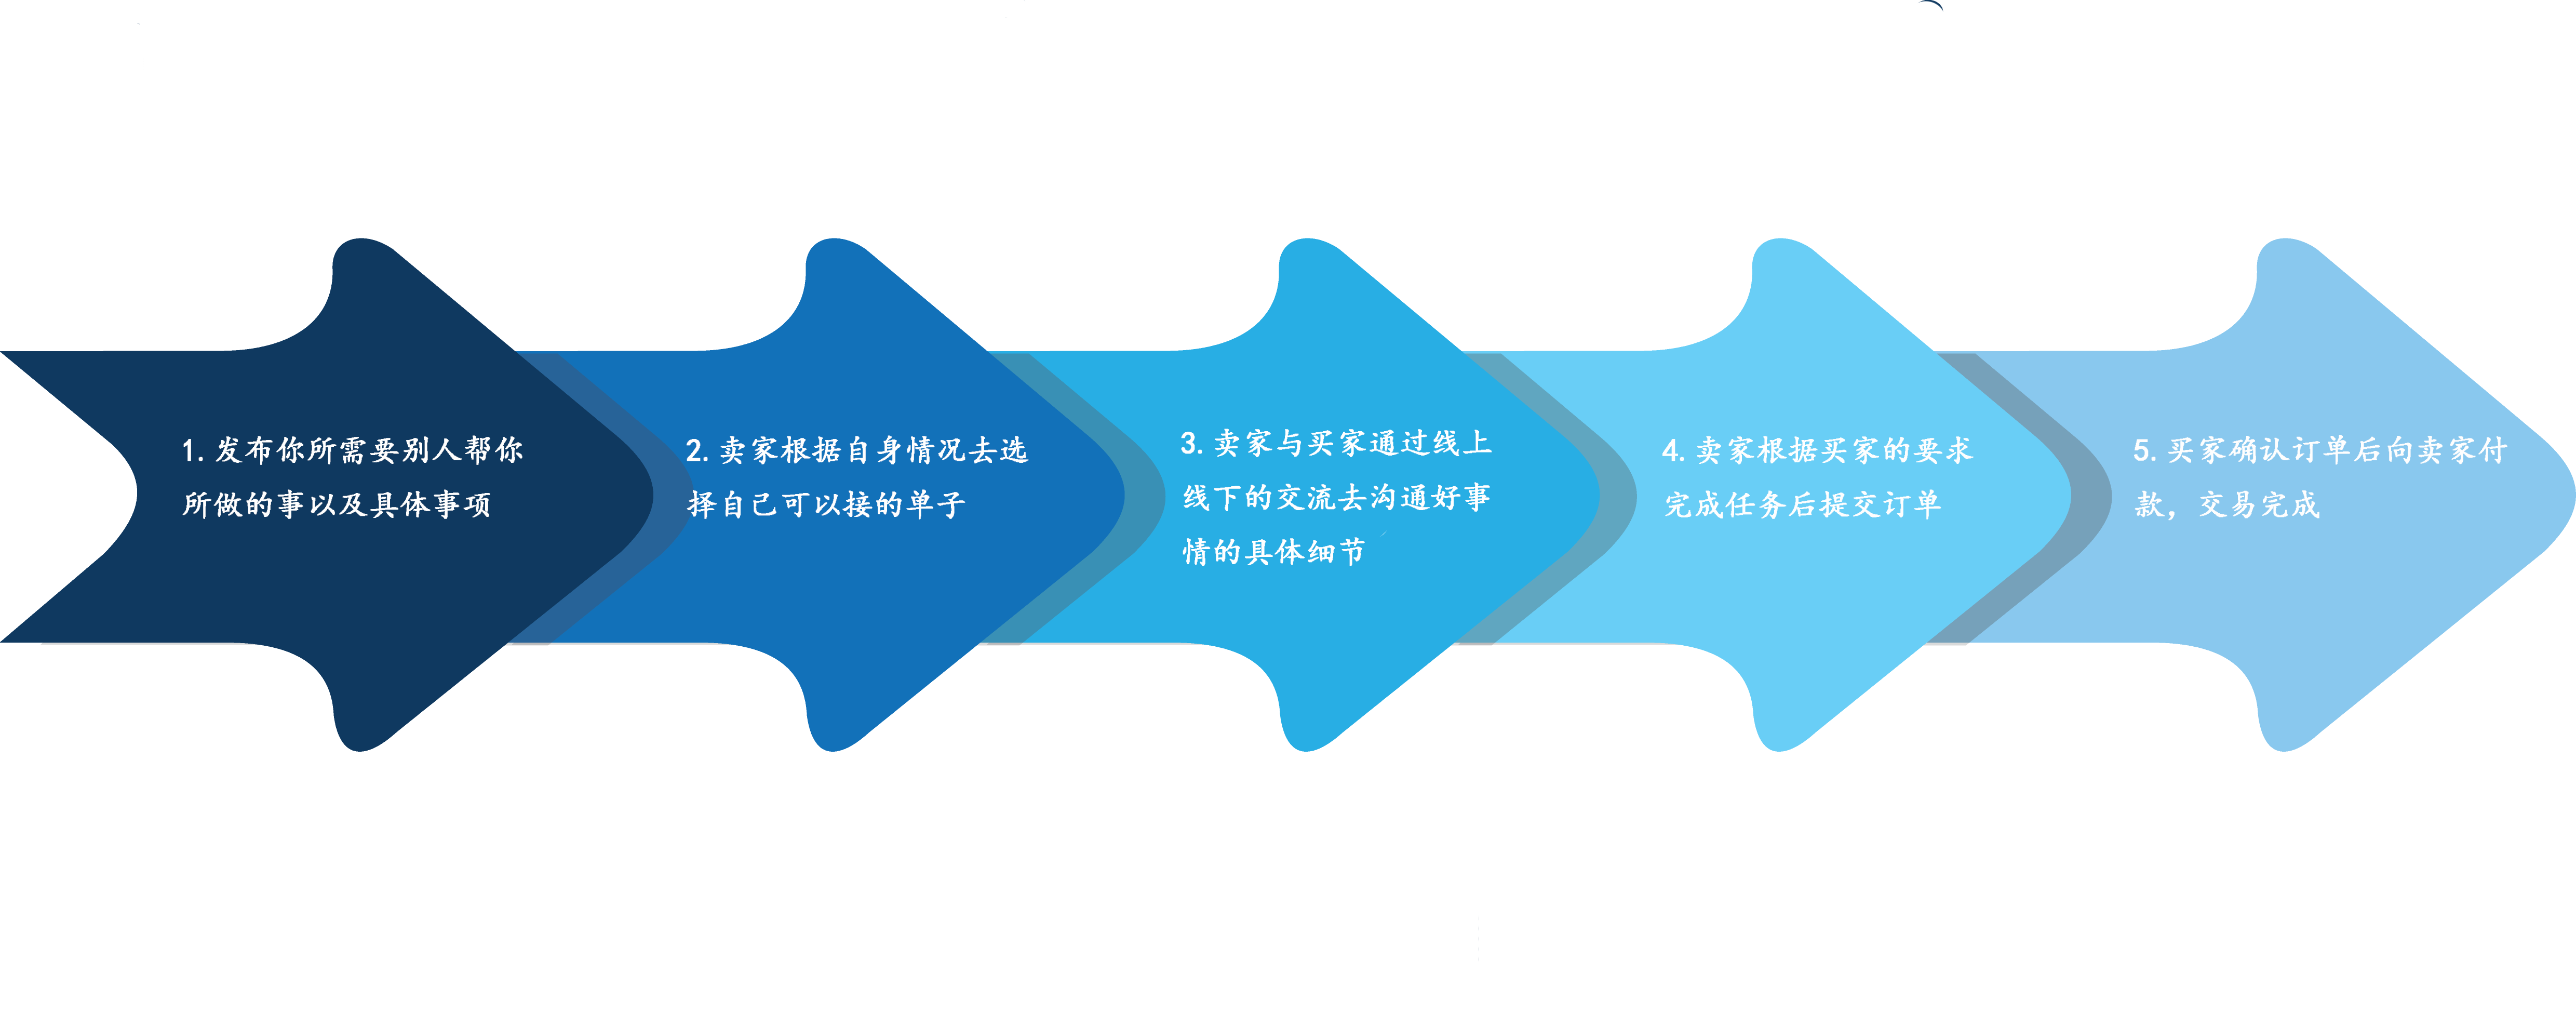 1. 发布你所需要别人帮你
所做的事以及具体事项
2. 卖家根据自身情况去选
择自己可以接的单子
3. 卖家与买家通过线上
线下的交流去沟通好事
情的具体细节
4. 卖家根据买家的要求
完成任务后提交订单
5. 买家确认订单后向卖家付
款，交易完成